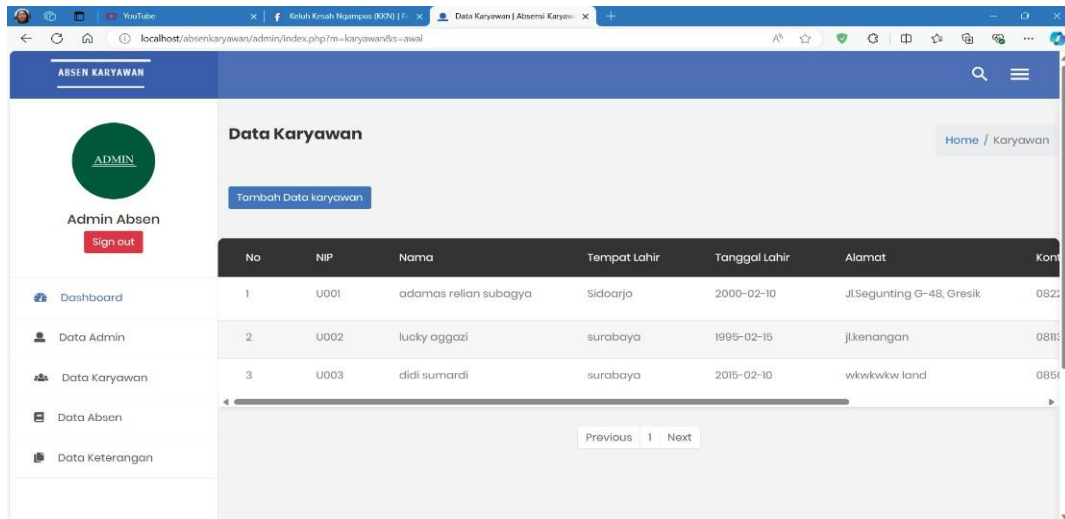 YouTube
Keluh Kesah Ngampus (KKN) | F
Data Karyawan | Absensi Karyaw
localhost/absenkaryawan/admin/index.php?m=karyawan&s=awal
ABSEN KARYAWAN
ADMIN
Admin Absen
Sign out
Dashboard
Data Admin
Data Karyawan
Data Absen
Data Keterangan
Data Karyawan
Home / Karyawan
Tambah Data karyawan
No NIP Nama Tempat Lahir Tanggal Lahir Alamat Kont
1 U001 adamas relian subagya Sidoarjo 2000-02-10 Jl.Segunting G-48, Gresik 0822
2 U002 lucky aggazi surabaya 1995-02-15 jl.kenangan 08113
3 U003 didi sumardi surabaya 2015-02-10 wkwkwkw land 0856
Previous 1 Next